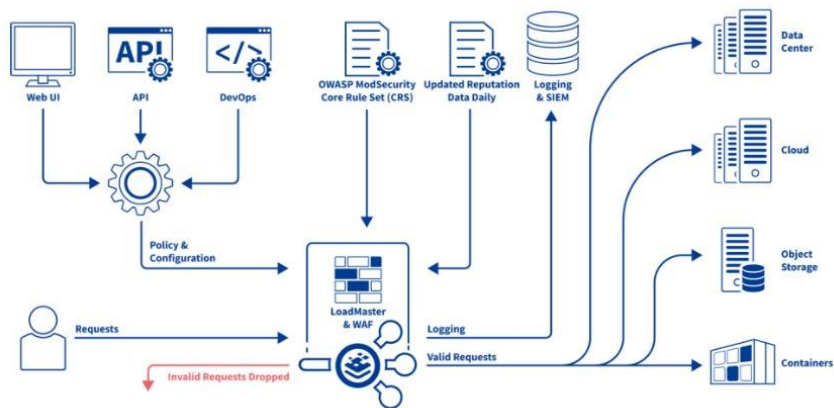 API
</>
Web UI
API
DevOps
OWASP ModSecurity
Core Rule Set (CRS)
Updated Reputation
Data Daily
Logging
& SIEM
Data
Center
Cloud
Policy &
Configuration
Object
Storage
LoadMaster
& WAF
Requests
Logging
Valid Requests
Invalid Requests Dropped
Containers